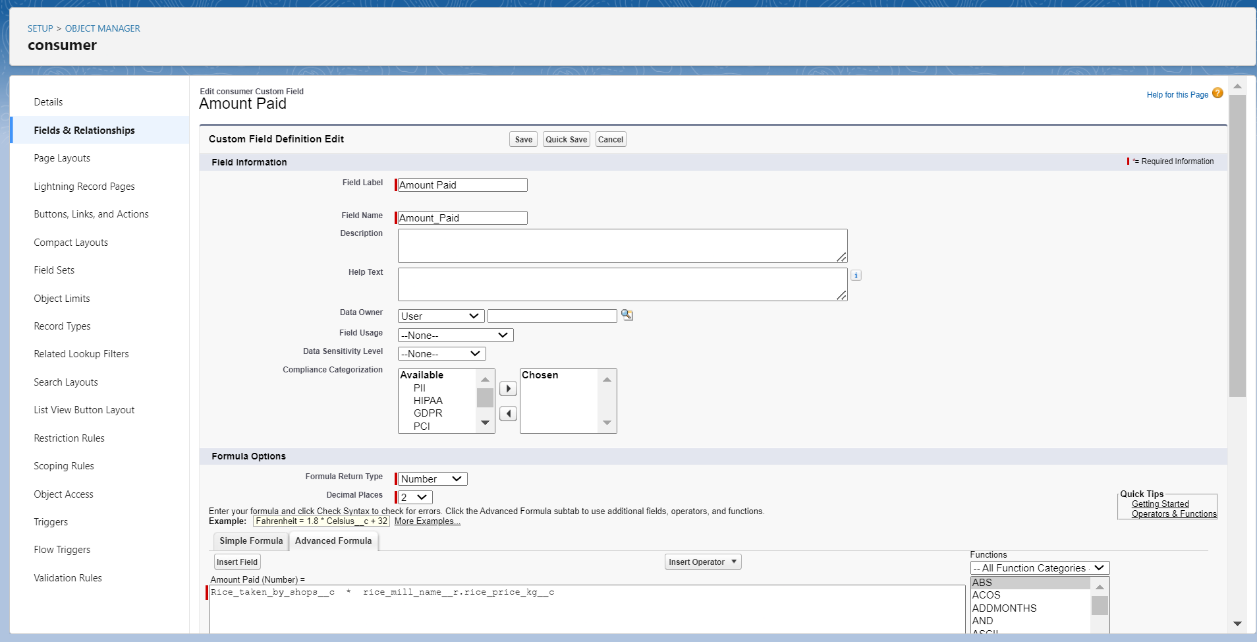 SETUP > OBJECT MANAGER
consumer
Details
Fields & Relationships
Page Layouts
Lightning Record Pages
Buttons, Links, and Actions
Compact Layouts
Field Sets
Object Limits
Record Types
Related Lookup Filters
Search Layouts
List View Button Layout
Restriction Rules
Scoping Rules
Object Access
Triggers
Flow Triggers
Validation Rules
Edit consumer Custom Field
Amount Paid
Help for this Page ?
Custom Field Definition Edit
Save
Quick Save
Cancel
Field Information
= Required Information
Field Label
Amount Paid
Field Name
Amount_Paid
Description
Help Text
i
Data Owner
User
Field Usage
--None--
Data Sensitivity Level
--None--
Compliance Categorization
Available
PII
HIPAA
GDPR
PCI
Chosen
Formula Options
Formula Return Type
Number
Decimal Places
2
Enter your formula and click Check Syntax to check for errors. Click the Advanced Formula subtab to use additional fields, operators, and functions.
Example: Fahrenheit = 1.8 * Celsius__c + 32 More Examples...
Quick Tips
Getting Started
Operators & Functions
Simple Formula
Advanced Formula
Insert Field
Insert Operator
Functions
-- All Function Categories
Amount Paid (Number) =
Rice_taken_by_shops__c * rice_mill_name__r.rice_price_kg__c
ABS
ACOS
ADDMONTHS
AND
ASCII